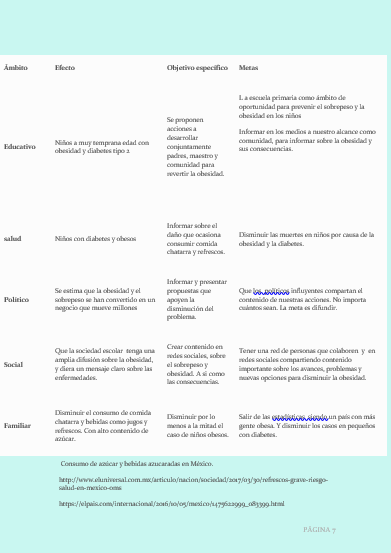 Ámbito Efecto Objetivo específico Metas
Educativo
Niños a muy temprana edad con
obesidad y diabetes tipo 2
Se proponen
acciones a
desarrollar
conjuntamente
padres, maestro y
comunidad para
revertir la obesidad.
L a escuela primaria como ámbito de
oportunidad para prevenir el sobrepeso y la
obesidad en los niños
Informar en los medios a nuestro alcance como
comunidad, para informar sobre la obesidad y
sus consecuencias.
salud
Niños con diabetes y obesos
Informar sobre el
daño que ocasiona
consumir comida
chatarra y refrescos.
Disminuir las muertes en niños por causa de la
obesidad y la diabetes.
Político
Se estima que la obesidad y el
sobrepeso se han convertido en un
negocio que mueve millones
Informar y presentar
propuestas que
apoyen la
disminución del
problema.
Que los políticos influyentes compartan el
contenido de nuestras acciones. No importa
cuántos sean. La meta es difundir.
Social
Que la sociedad escolar tenga una
amplia difusión sobre la obesidad,
y diera un mensaje claro sobre las
enfermedades.
Crear contenido en
redes sociales, sobre
el sobrepeso y
obesidad. A si como
las consecuencias.
Tener una red de personas que colaboren y en
redes sociales compartiendo contenido
importante sobre los avances, problemas y
nuevas opciones para disminuir la obesidad.
Familiar
Disminuir el consumo de comida
chatarra y bebidas como jugos y
refrescos. Con alto contenido de
azúcar.
Disminuir por lo
menos a la mitad el
caso de niños obesos.
Salir de las estadísticas, siendo un país con más
gente obesa. Y disminuir los casos en pequeños
con diabetes.
Consumo de azúcar y bebidas azucaradas en México.
http://www.eluniversal.com.mx/articulo/nacion/sociedad/2017/03/30/refrescos-grave-riesgo-
salud-en-mexico-oms
https://elpais.com/internacional/2016/10/05/mexico/1475622999_083399.html
PÁGINA 7